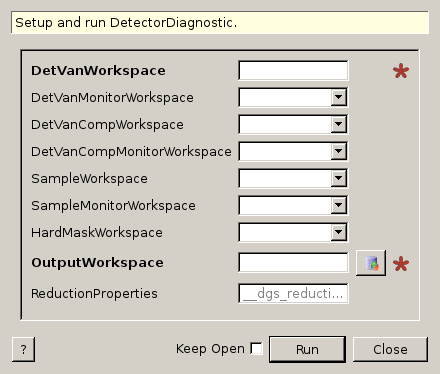 Setup and run DetectorDiagnostic.
DetVanWorkspace
DetVanMonitorWorkspace
DetVanCompWorkspace
DetVanCompMonitorWorkspace
SampleWorkspace
SampleMonitorWorkspace
HardMaskWorkspace
OutputWorkspace
ReductionProperties __dgs_reducti...
? Keep Open Run Close